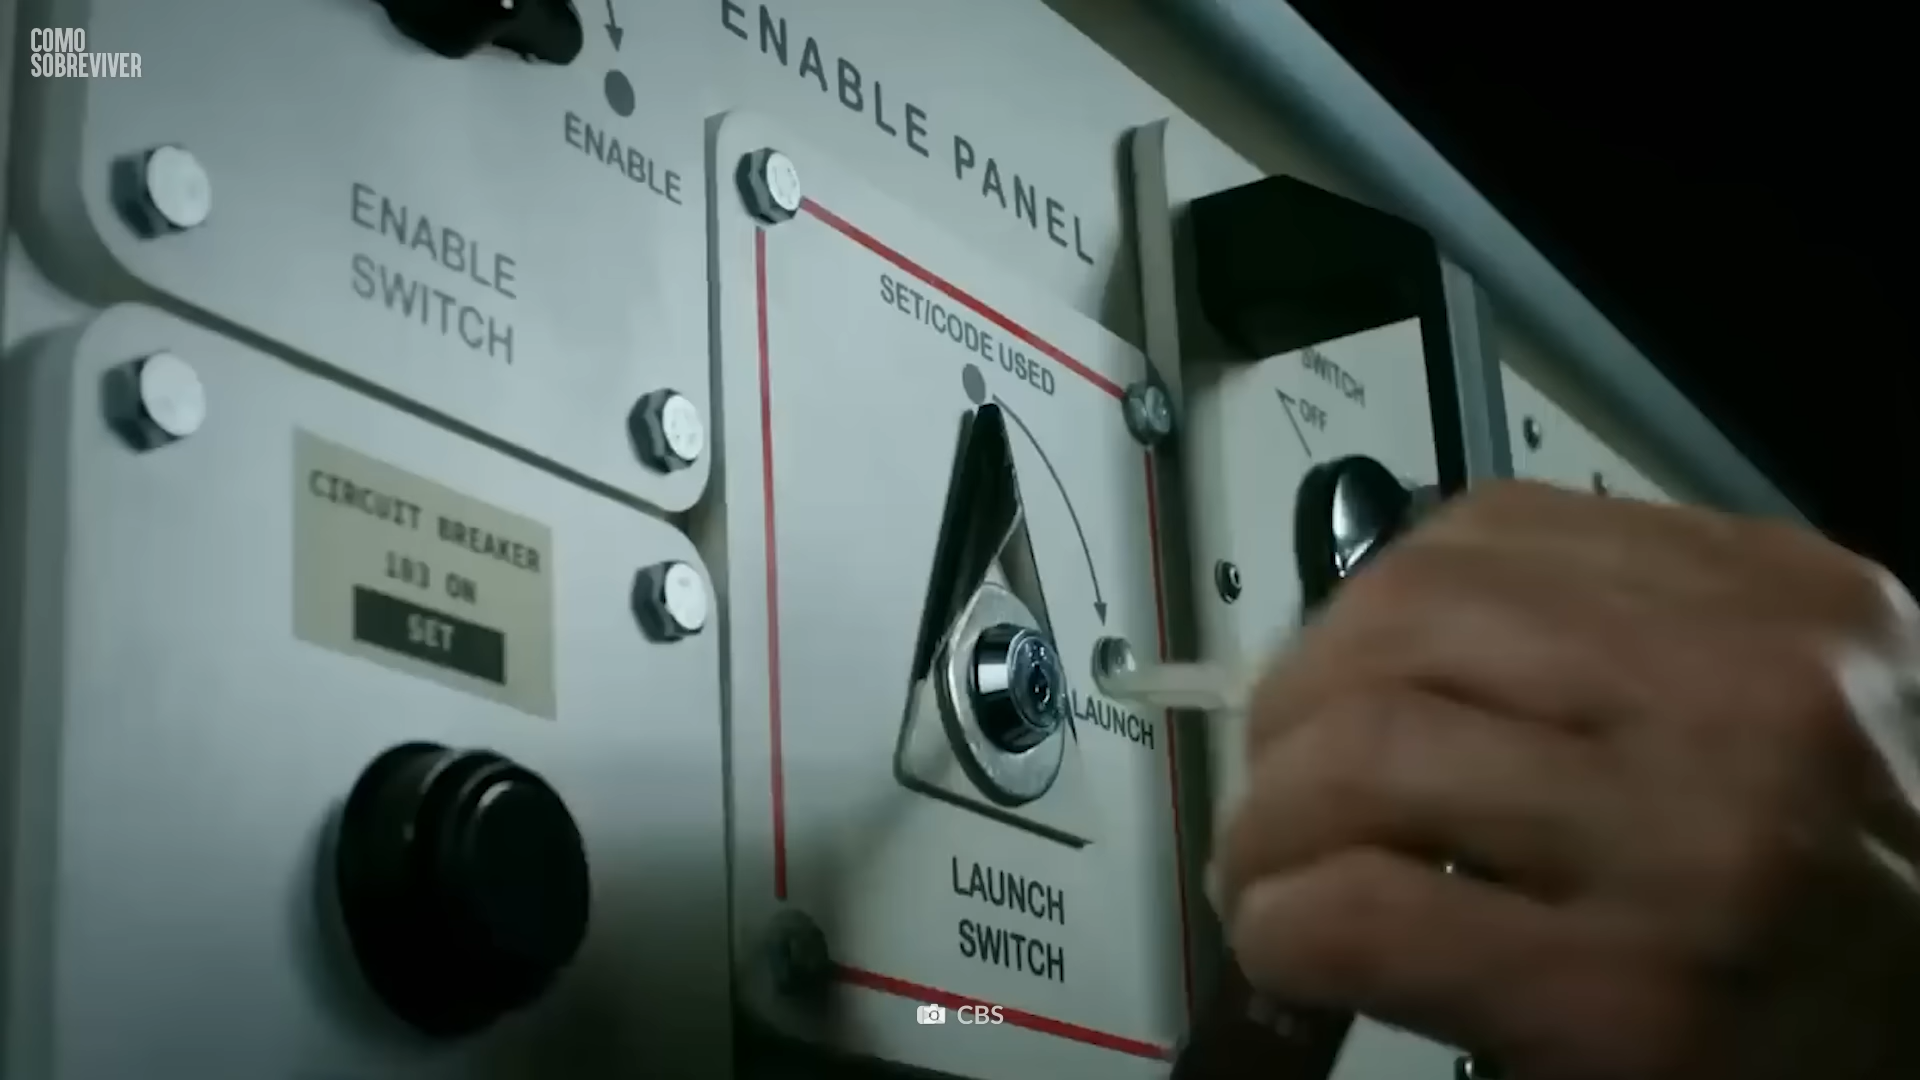 COMO
SOBREVIVER
ENABLE PANEL
ENABLE
ENABLE
SWITCH
SET/CODE USED
SWITCH
OFF
CIRCUIT BREAKER
103 ON
SET
LAUNCH
LAUNCH
SWITCH
CBS